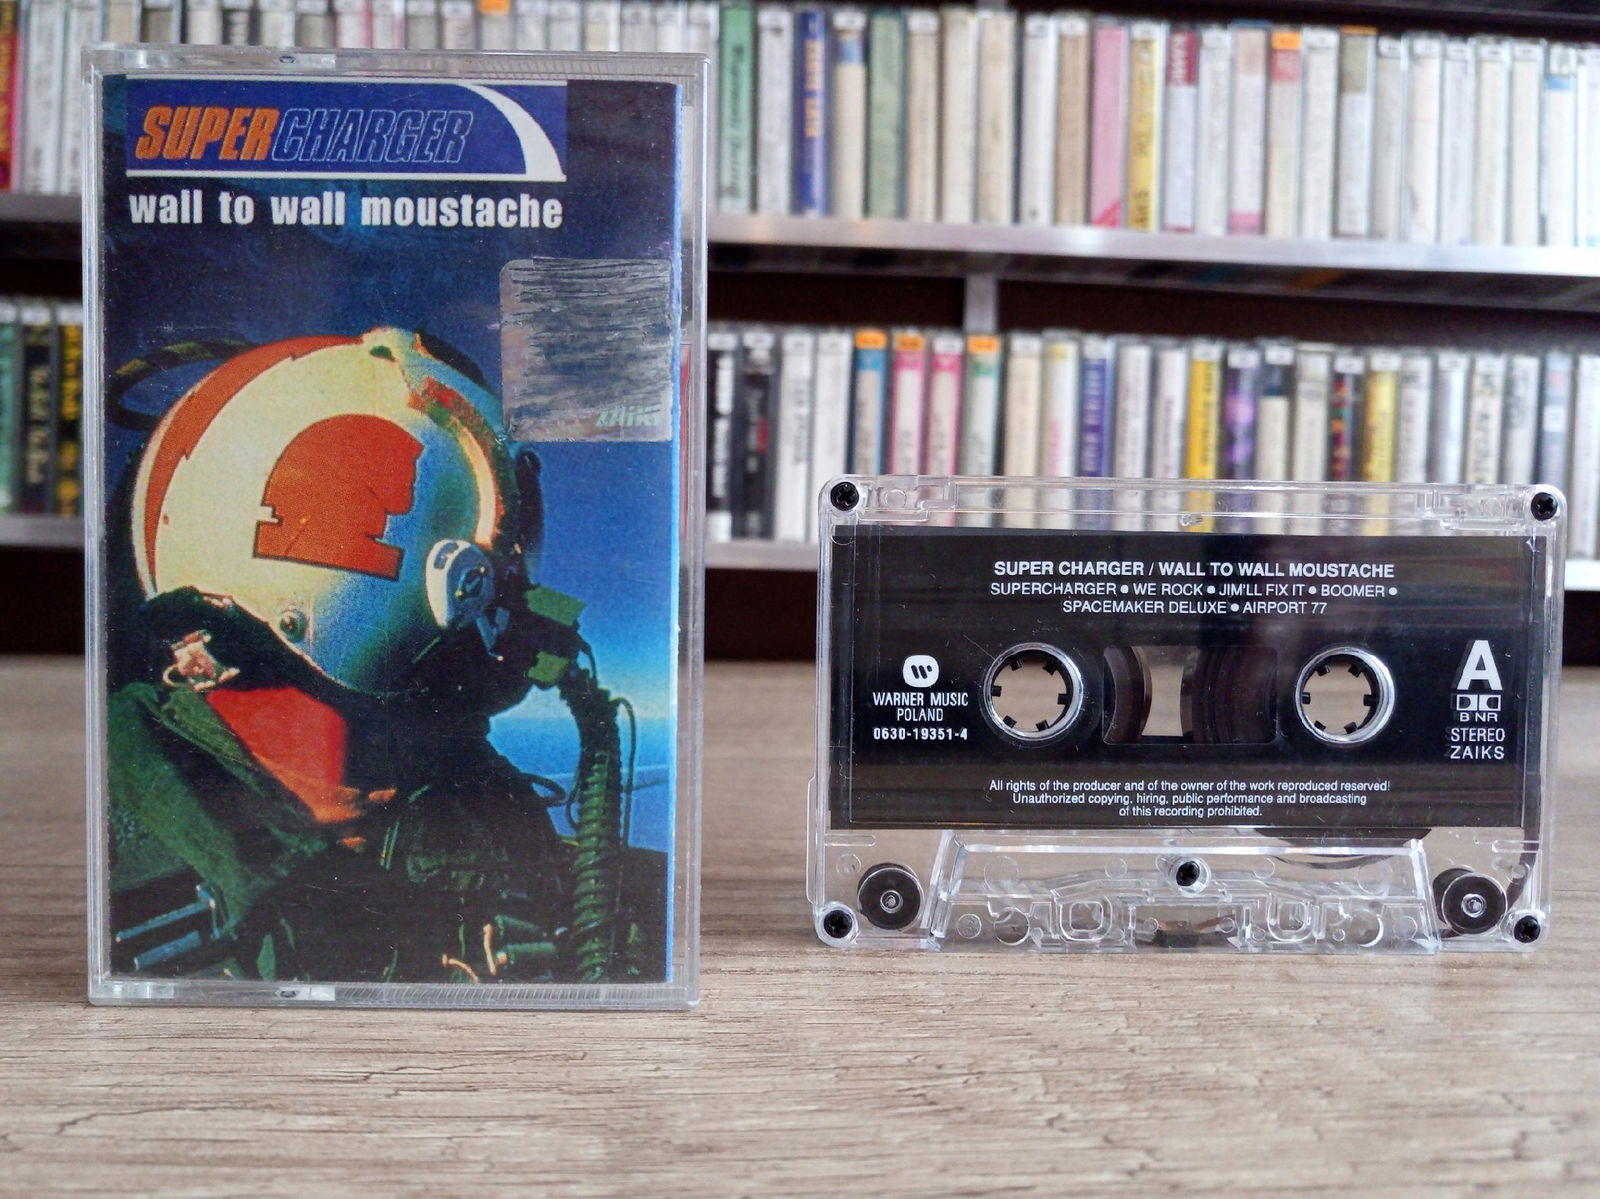 SUPERCHARGER
wall to wall moustache
ZAIKS
SUPER CHARGER / WALL TO WALL MOUSTACHE
SUPERCHARGER ● WE ROCK ● JIM'LL FIX IT ● BOOMER ●
SPACEMAKER DELUXE ● AIRPORT 77
WARNER MUSIC
POLAND
0630-19351-4
A
B NR
STEREO
ZAIKS
All rights of the producer and of the owner of the work reproduced reserved!
Unauthorized copying, hiring, public performance and broadcasting
of this recording prohibited.